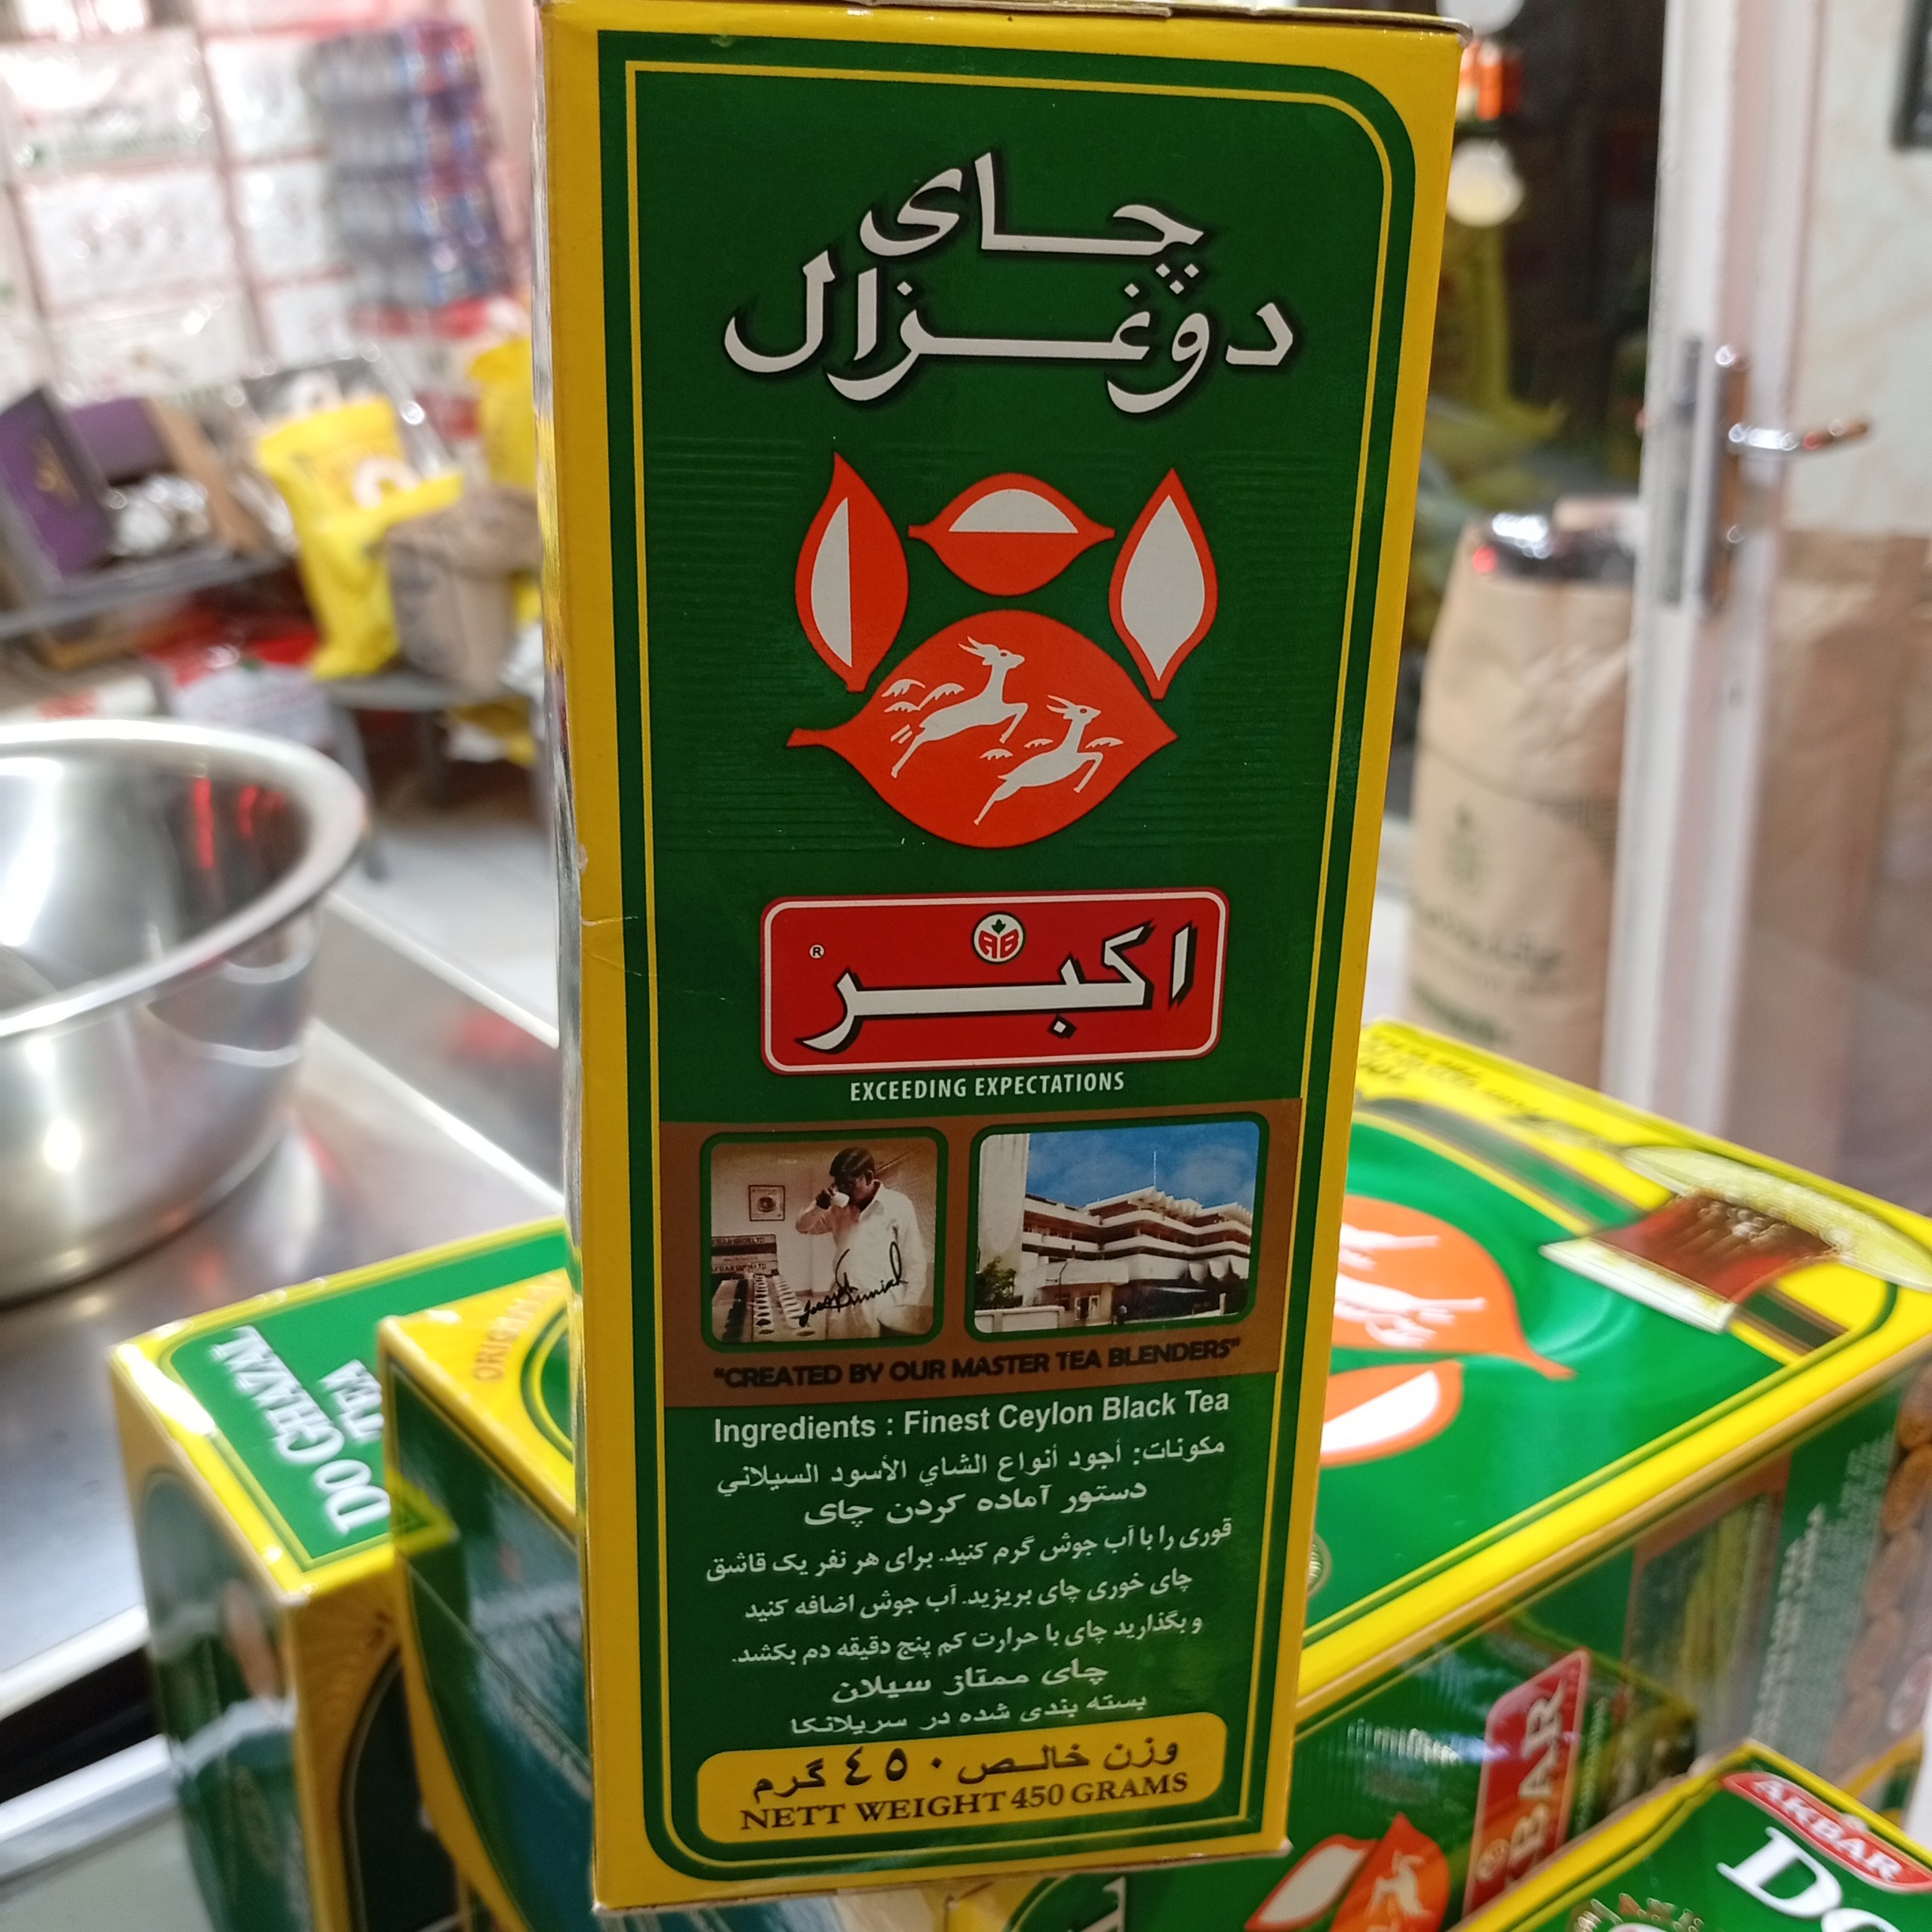 چای
دوغزال
AB
اکبر ®
EXCEEDING EXPECTATIONS
"CREATED BY OUR MASTER TEA BLENDERS"
Ingredients : Finest Ceylon Black Tea
مكونات: أجود أنواع الشاي الأسود السيلاني
دستور آماده کردن چای
قوری را با آب جوش گرم کنید. برای هر نفر یک قاشق
چای خوری چای بریزید. آب جوش اضافه کنید
و بگذارید چای با حرارت کم پنج دقیقه دم بکشد.
چای ممتاز سیلان
بسته بندی شده در سریلانکا
وزن خالص ٤٥٠ گرم
NETT WEIGHT 450 GRAMS
DO GHAZAL
TEA
AKBAR